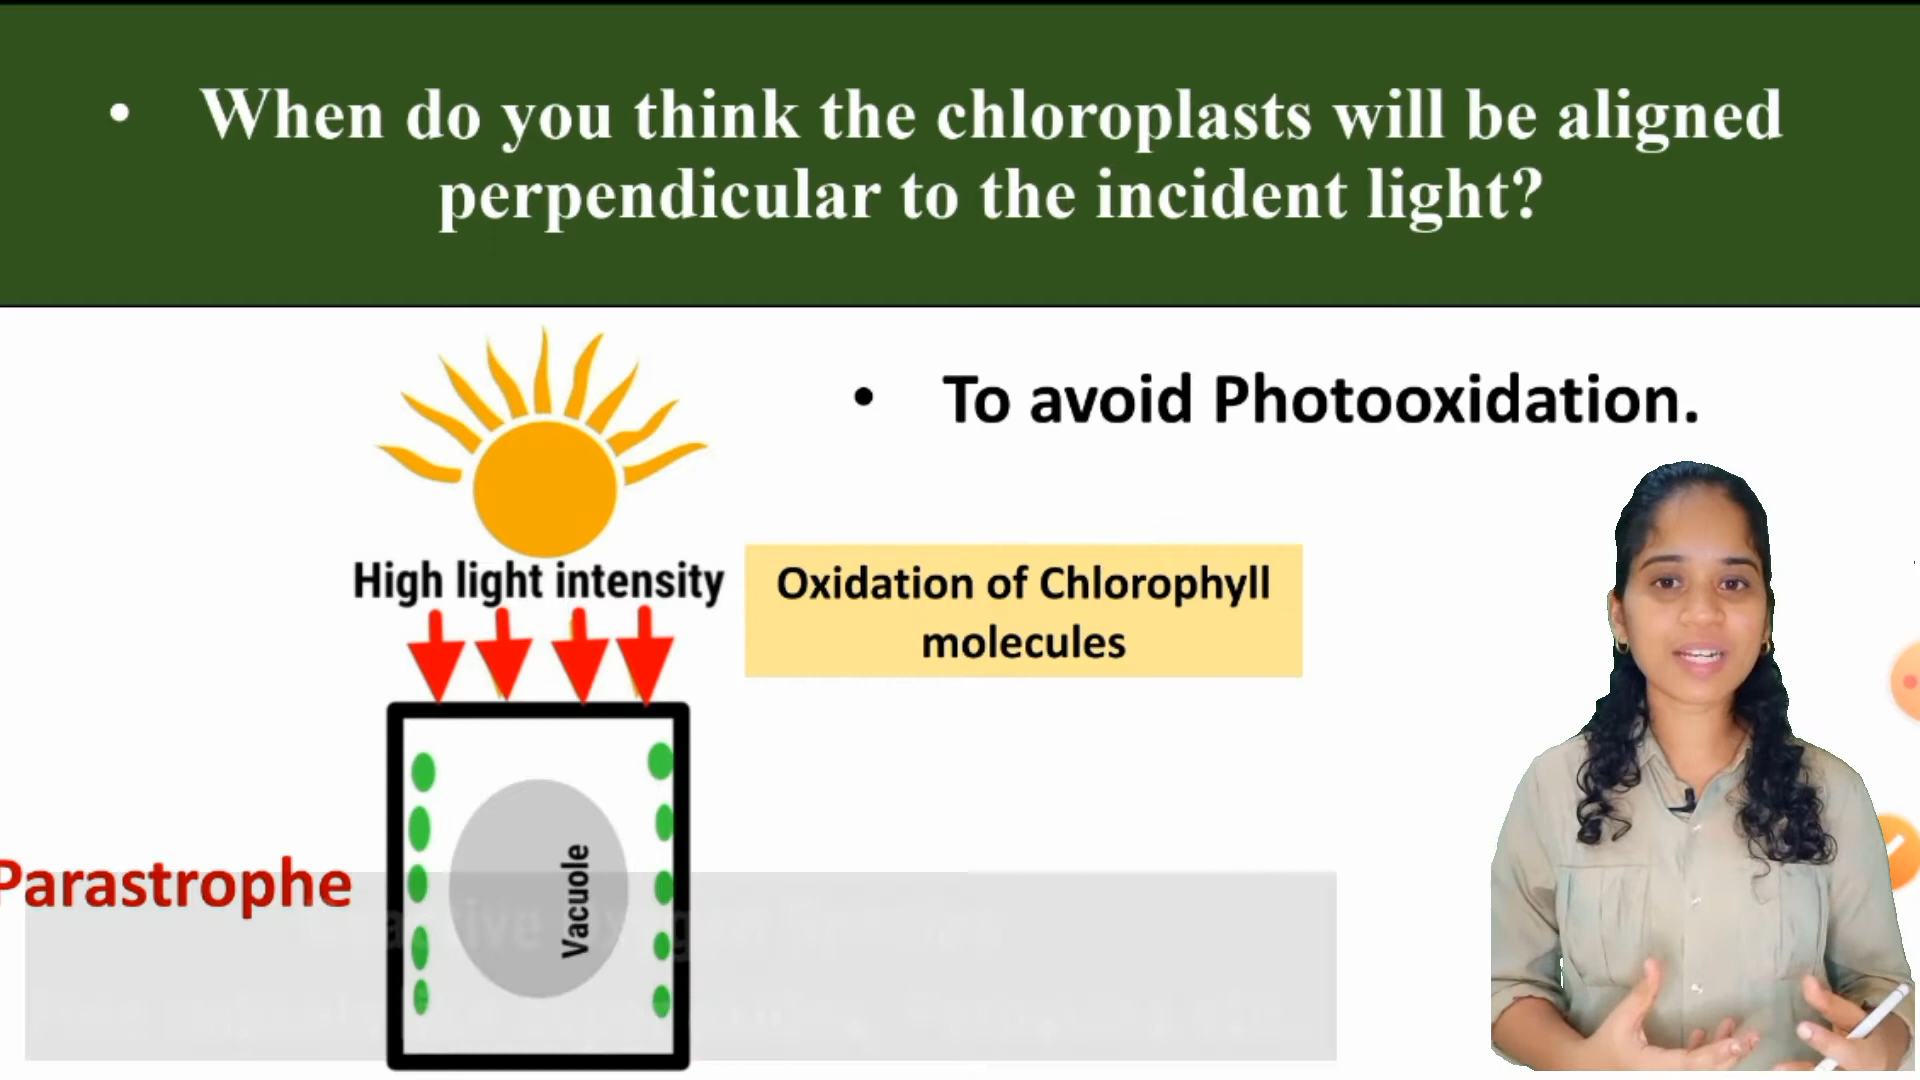 • When do you think the chloroplasts will be aligned
perpendicular to the incident light?
• To avoid Photooxidation.
High light intensity
Oxidation of Chlorophyll
molecules
Parastrophe
Vacuole